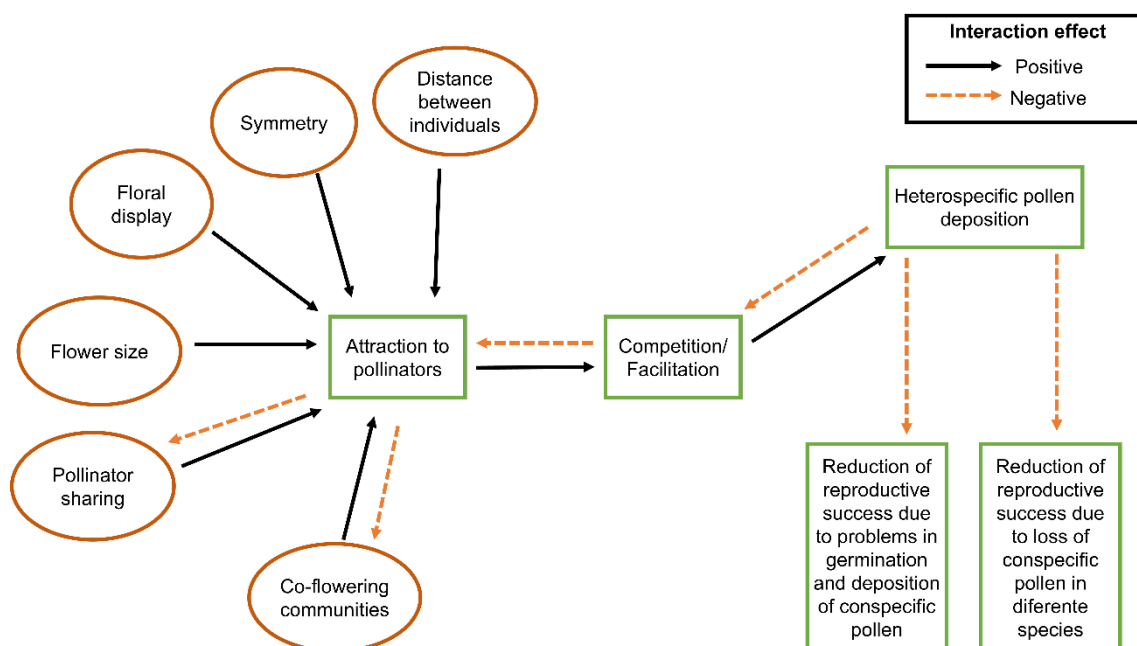 Interaction effect
Positive
Negative
Distance
between
individuals
Symmetry
Floral
display
Flower size
Pollinator
sharing
Co-flowering
communities
Attraction to
pollinators
Competition/
Facilitation
Heterospecific pollen
deposition
Reduction of
reproductive
success due
to problems in
germination
and deposition
of conspecific
pollen
Reduction of
reproductive
success due
to loss of
conspecific
pollen in
diferente
species